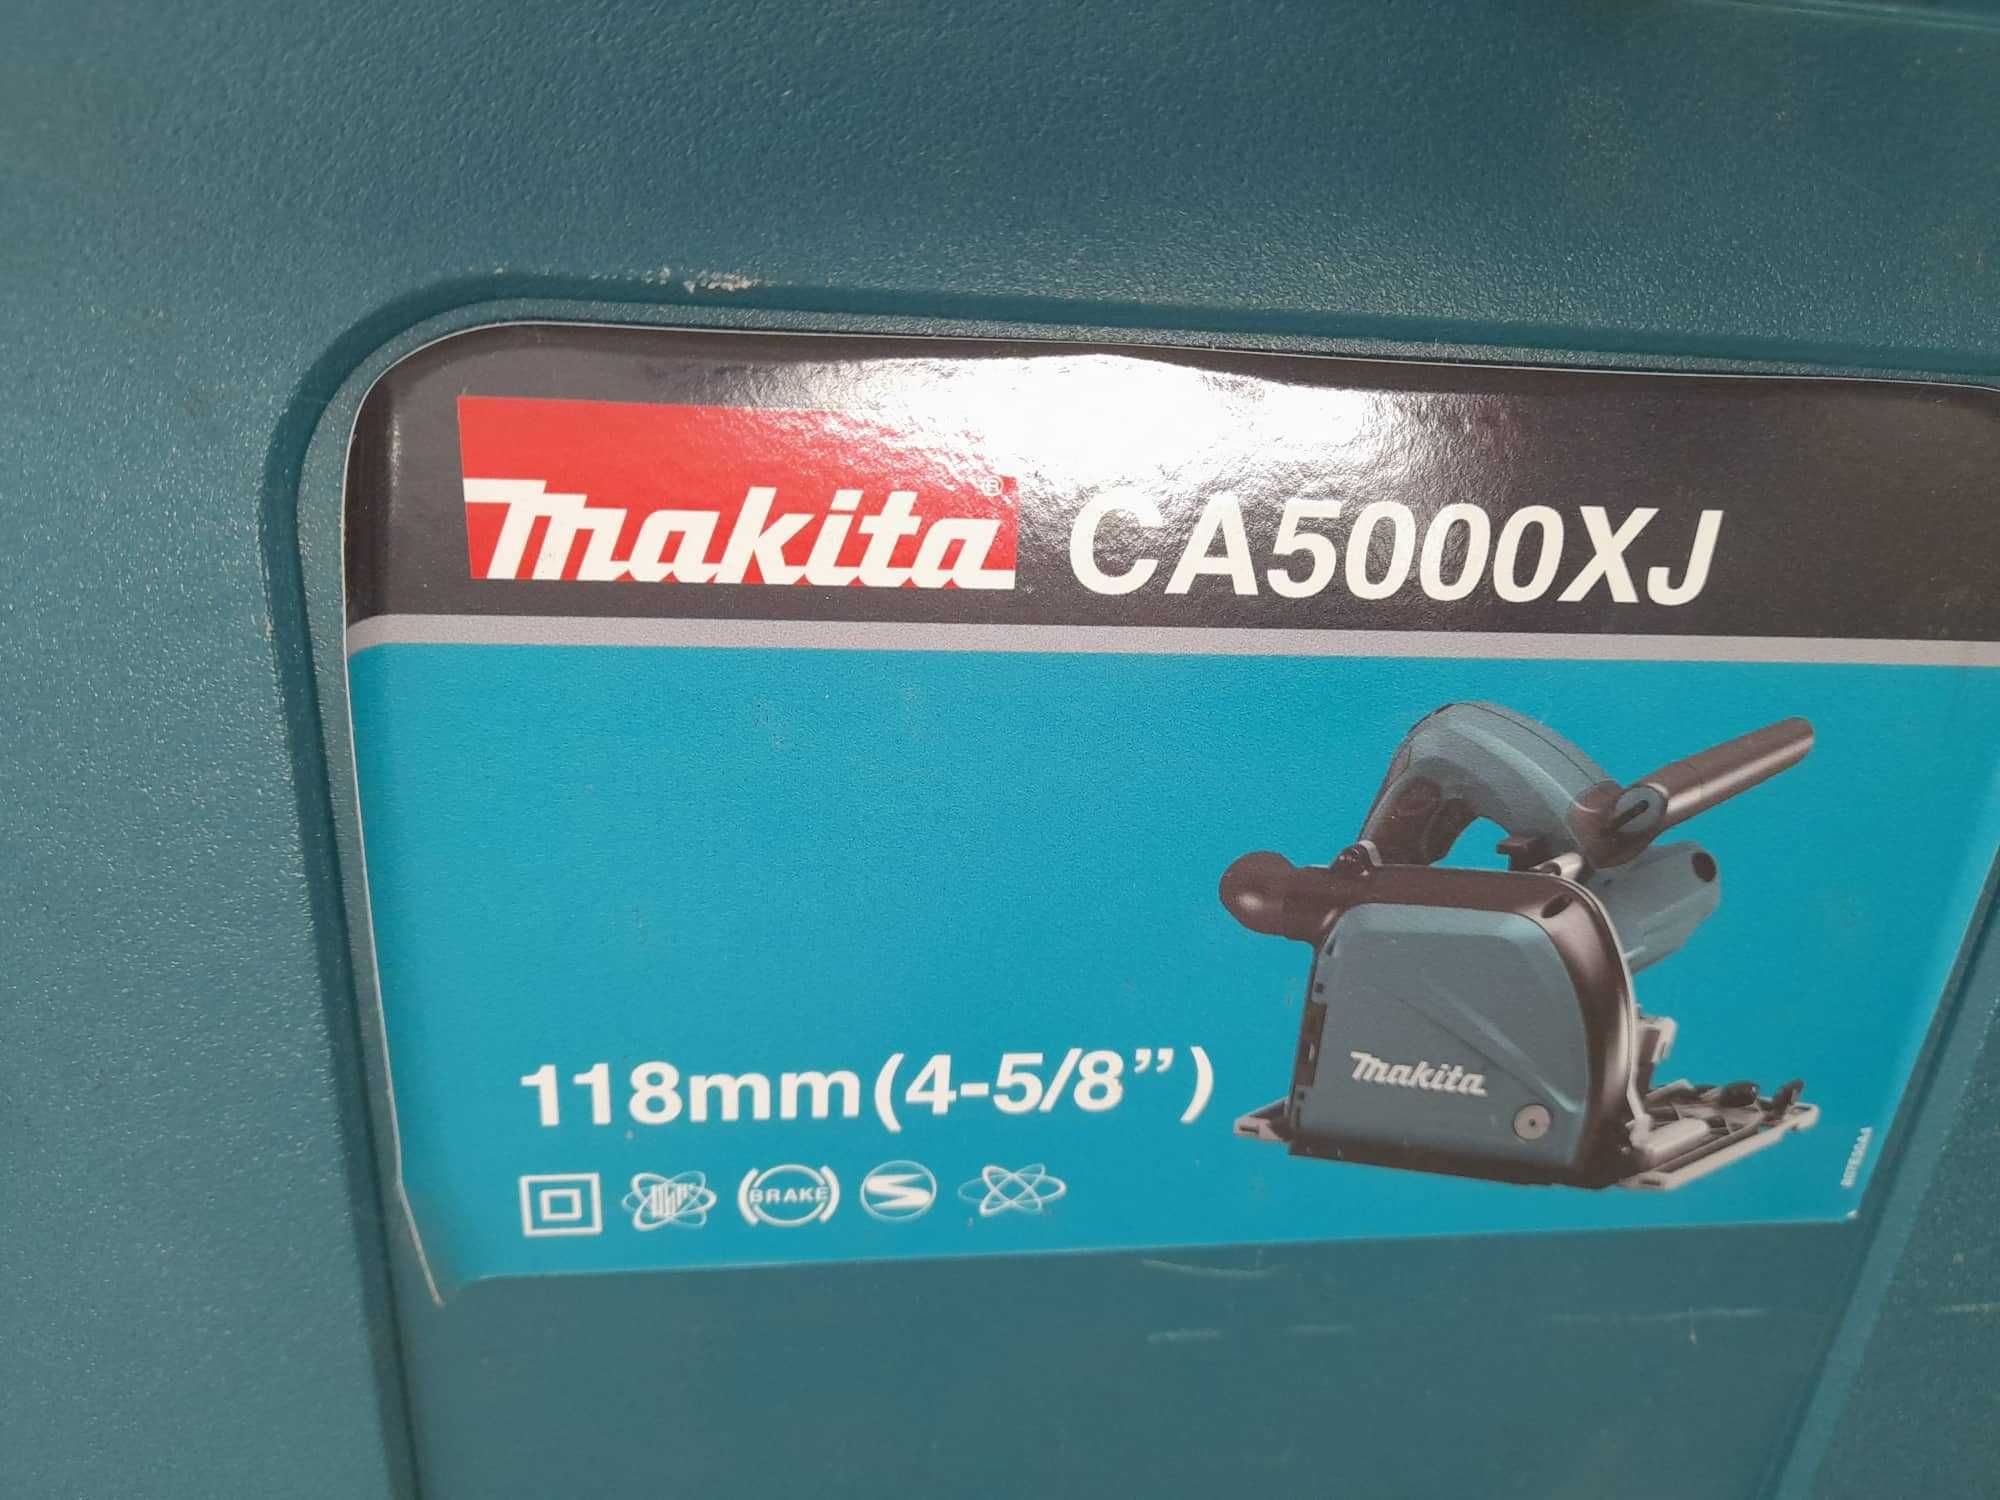 makita® CA5000XJ
makita
118mm(4-5/8")
BRAKE